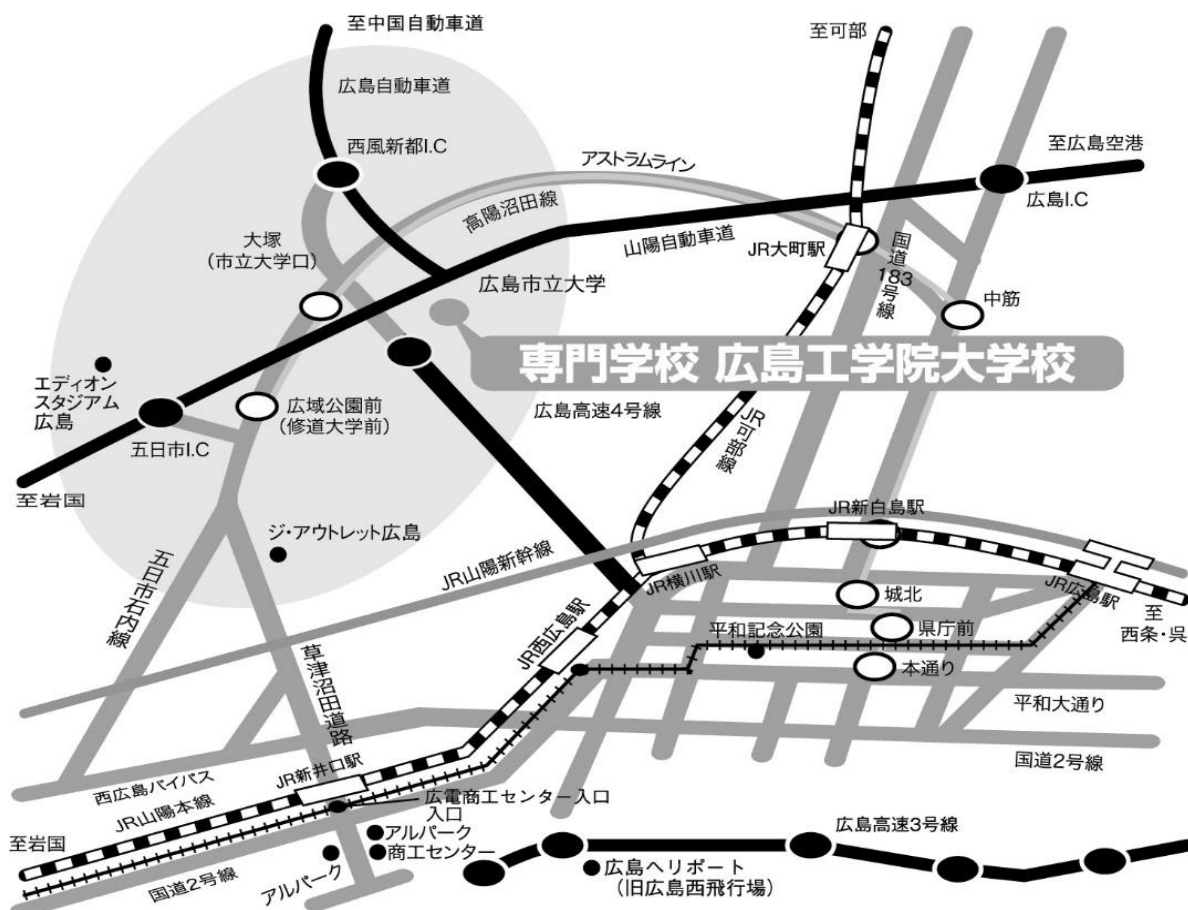 至中国自動車道
至可部
広島自動車道
西風新都I.C
アストラムライン
至広島空港
高陽沼田線
広島I.C
大塚
(市立大学口)
山陽自動車道
JR大町駅
国道183号線
広島市立大学
中筋
専門学校 広島工学院大学校
エディオン
スタジアム
広島
広域公園前
(修道大学前)
広島高速4号線
五日市I.C
JR可部線
至岩国
ジ・アウトレット広島
JR新白島駅
JR山陽新幹線
五日市石内線
JR横川駅
JR広島駅
城北
至
西条・呉
JR西広島駅
平和記念公園
県庁前
草津沼田道路
本通り
平和大通り
国道2号線
西広島バイパス
JR新井口駅
JR山陽本線
広電商工センター入口
入口
至岩国
アルパーク
商工センター
国道2号線
アルパーク
広島高速3号線
広島ヘリポート
(旧広島西飛行場)